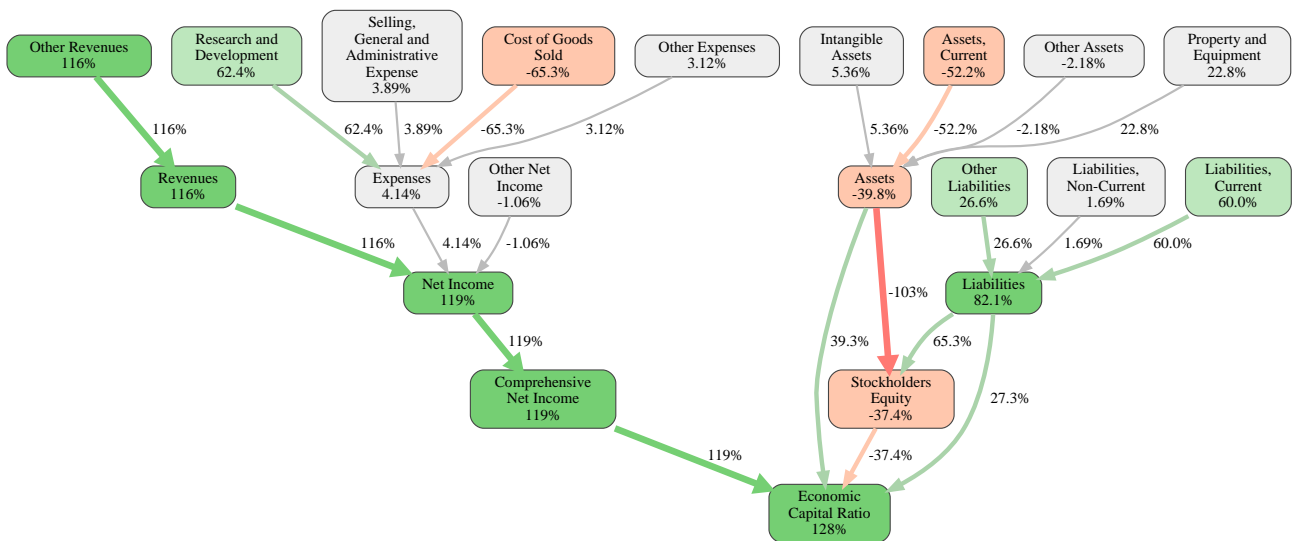 Other Revenues
116%
Research and
Development
62.4%
Selling,
General and
Administrative
Expense
3.89%
Cost of Goods
Sold
-65.3%
Other Expenses
3.12%
Intangible
Assets
5.36%
Assets,
Current
-52.2%
Other Assets
-2.18%
Property and
Equipment
22.8%
116%
62.4%
3.89%
-65.3%
3.12%
5.36%
-52.2%
-2.18%
22.8%
Revenues
116%
Expenses
4.14%
Other Net
Income
-1.06%
Assets
-39.8%
Other
Liabilities
26.6%
Liabilities,
Non-Current
1.69%
Liabilities,
Current
60.0%
116%
4.14%
-1.06%
26.6%
1.69%
60.0%
Net Income
119%
Liabilities
82.1%
-103%
119%
39.3%
65.3%
Comprehensive
Net Income
119%
Stockholders
Equity
-37.4%
27.3%
119%
-37.4%
Economic
Capital Ratio
128%